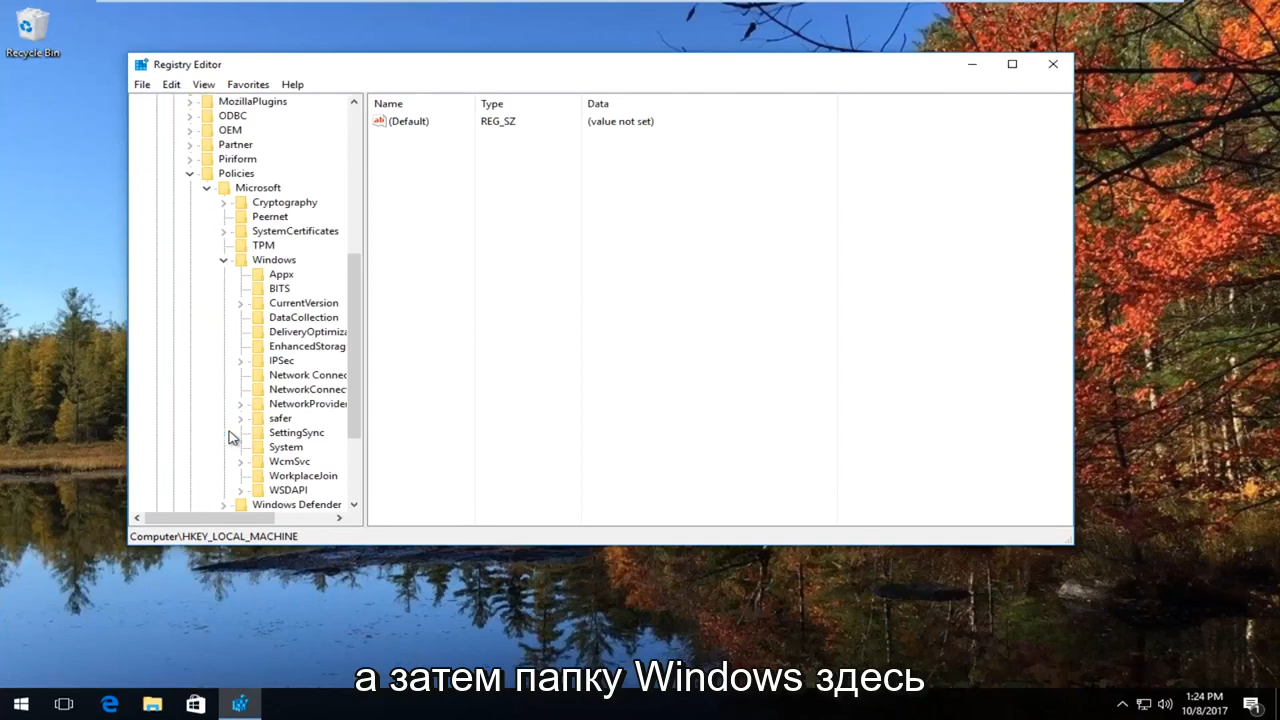 Recycle Bin
Registry Editor
File Edit View Favorites Help
MozillaPlugins
ODBC
OEM
Partner
Piriform
Policies
Microsoft
Cryptography
Peernet
SystemCertificates
TPM
Windows
Appx
BITS
CurrentVersion
DataCollection
DeliveryOptimiza
EnhancedStorag
IPSec
Network Connec
NetworkConnec
NetworkProvider
safer
SettingSync
System
WcmSvc
WorkplaceJoin
WSDAPI
Windows Defender
Name Type Data
ab (Default) REG_SZ (value not set)
Computer\HKEY_LOCAL_MACHINE
а затем папку Windows здесь
1:24 PM
10/8/2017
1